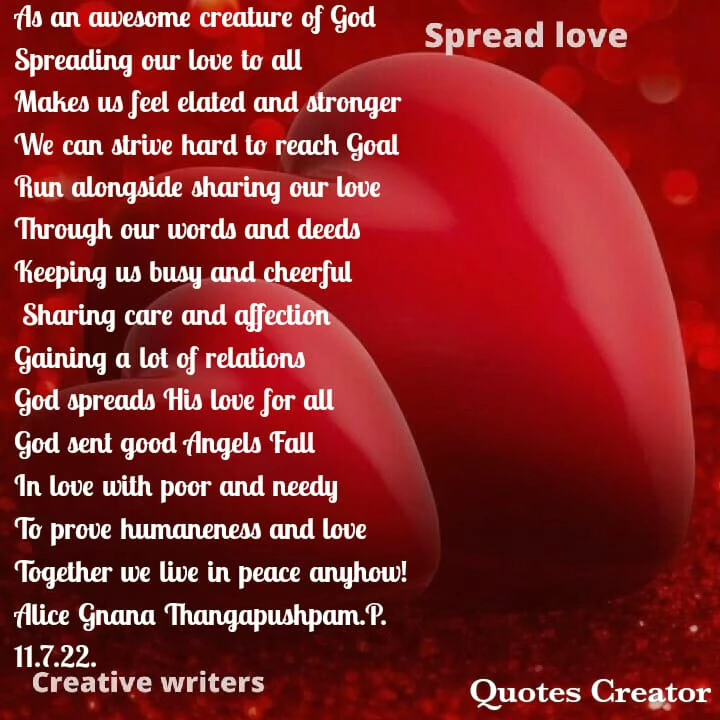 As an awesome creature of God
Spread love
Spreading our love to all
Makes us feel elated and stronger
We can strive hard to reach Goal
Run alongside sharing our love
Through our words and deeds
Keeping us busy and cheerful
Sharing care and affection
Gaining a lot of relations
God spreads His love for all
God sent good Angels Fall
In love with poor and needy
To prove humaneness and love
Together we live in peace anyhow!
Alice Gnana Thangapushpam.P.
11.7.22.
Creative writers
Quotes Creator